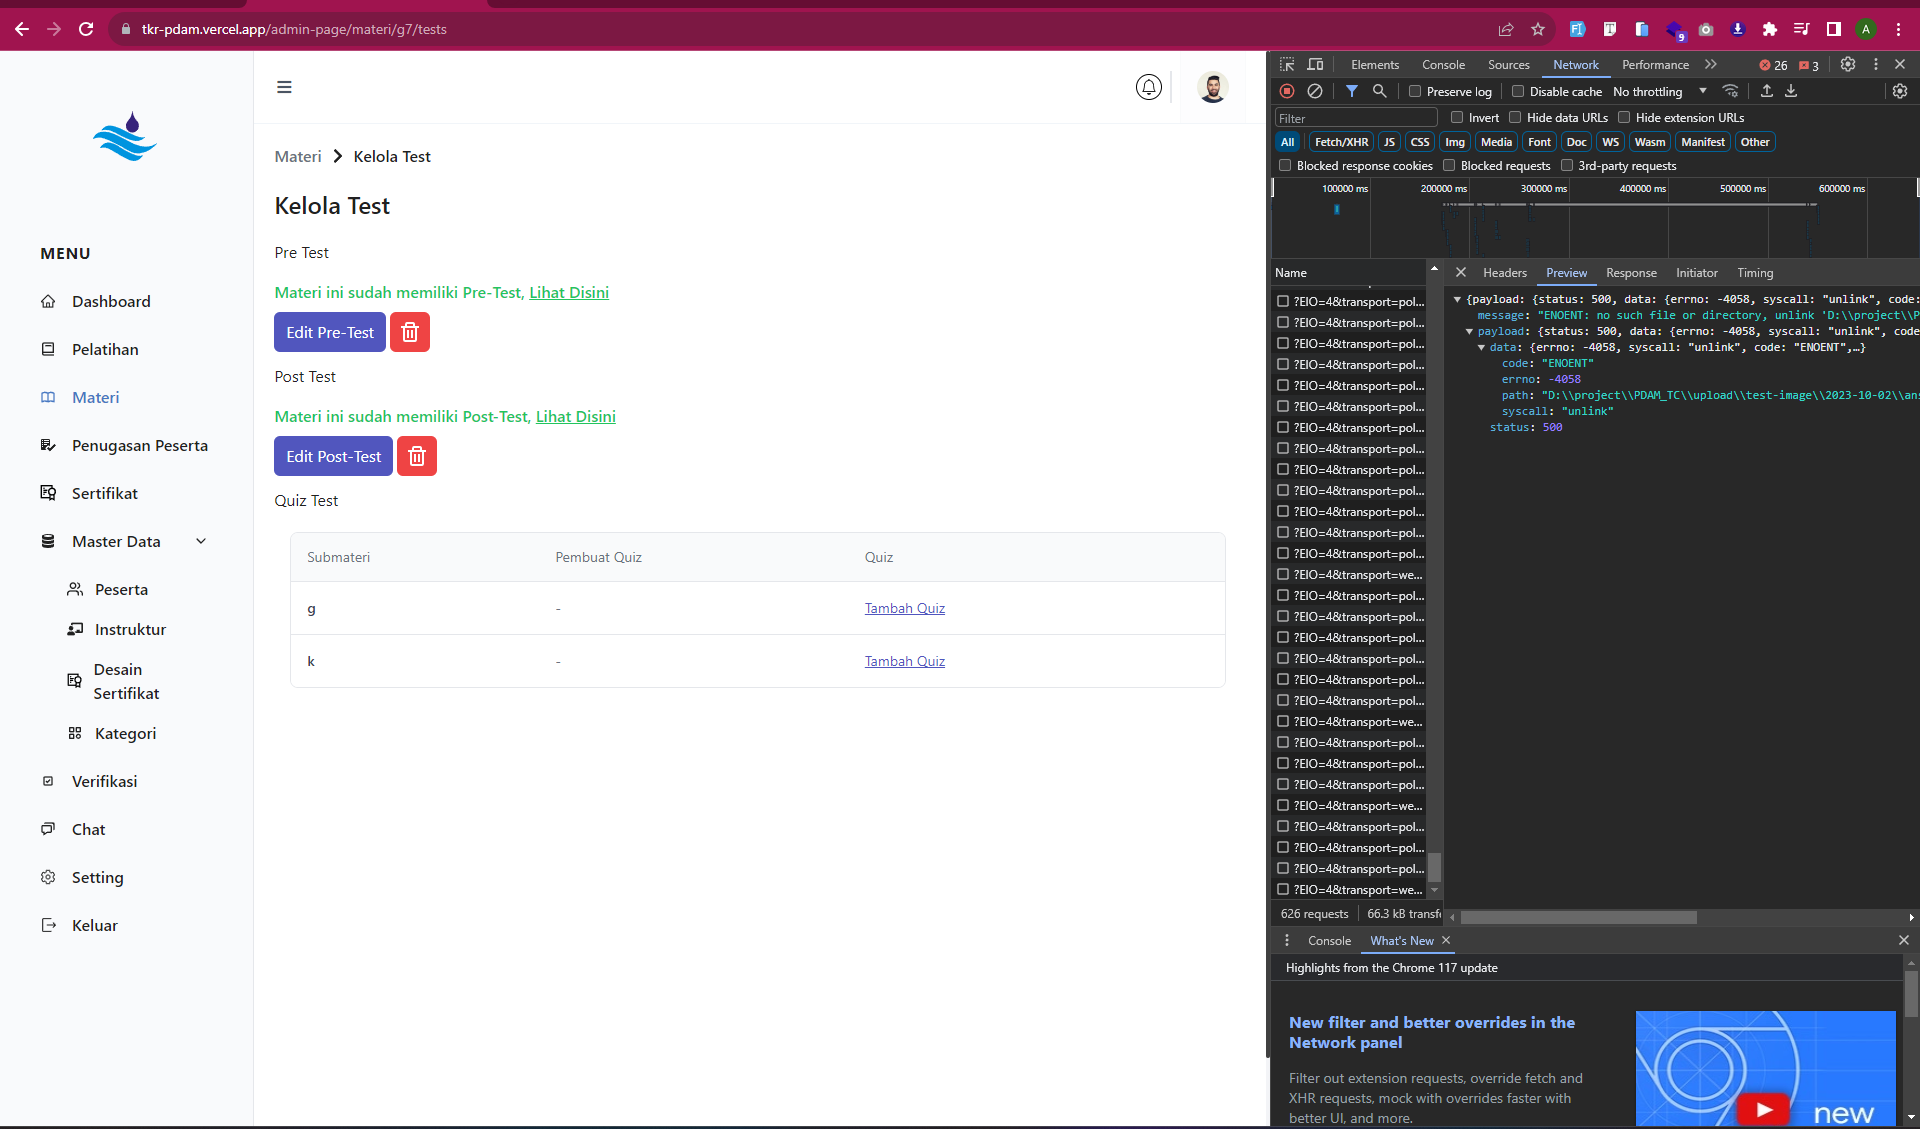 tkr-pdam.vercel.app/admin-page/materi/g7/tests
9
A
MENU
Dashboard
Pelatihan
Materi
Penugasan Peserta
Sertifikat
Master Data
Peserta
Instruktur
Desain
Sertifikat
Kategori
Verifikasi
Chat
Setting
Keluar
Materi
Kelola Test
Kelola Test
Pre Test
Materi ini sudah memiliki Pre-Test, Lihat Disini
Edit Pre-Test
Post Test
Materi ini sudah memiliki Post-Test, Lihat Disini
Edit Post-Test
Quiz Test
Submateri Pembuat Quiz Quiz
g - Tambah Quiz
k - Tambah Quiz
Elements Console Sources Network Performance 26 3
Preserve log Disable cache No throttling
Filter Invert Hide data URLs Hide extension URLs
All Fetch/XHR JS CSS Img Media Font Doc WS Wasm Manifest Other
Blocked response cookies Blocked requests 3rd-party requests
100000 ms 200000 ms 300000 ms 400000 ms 500000 ms 600000 ms
Name
?EIO=4&transport=pol...
?EIO=4&transport=pol...
?EIO=4&transport=pol...
?EIO=4&transport=pol...
?EIO=4&transport=pol...
?EIO=4&transport=pol...
?EIO=4&transport=pol...
?EIO=4&transport=pol...
?EIO=4&transport=pol...
?EIO=4&transport=pol...
?EIO=4&transport=pol...
?EIO=4&transport=pol...
?EIO=4&transport=pol...
?EIO=4&transport=we...
?EIO=4&transport=pol...
?EIO=4&transport=pol...
?EIO=4&transport=pol...
?EIO=4&transport=pol...
?EIO=4&transport=pol...
?EIO=4&transport=pol...
?EIO=4&transport=we...
?EIO=4&transport=pol...
?EIO=4&transport=pol...
?EIO=4&transport=pol...
?EIO=4&transport=we...
?EIO=4&transport=pol...
?EIO=4&transport=pol...
?EIO=4&transport=pol...
?EIO=4&transport=we...
626 requests 66.3 kB transf
Headers Preview Response Initiator Timing
{payload: {status: 500, data: {errno: -4058, syscall: "unlink", code:
message: "ENOENT: no such file or directory, unlink 'D:\\project\\P
payload: {status: 500, data: {errno: -4058, syscall: "unlink", code
data: {errno: -4058, syscall: "unlink", code: "ENOENT",…}
code: "ENOENT"
errno: -4058
path: "D:\\project\\PDAM_TC\\upload\\test-image\\2023-10-02\\ans
syscall: "unlink"
status: 500
Console What's New
Highlights from the Chrome 117 update
New filter and better overrides in the
Network panel
Filter out extension requests, override fetch and
XHR requests, mock with overrides faster with
better UI, and more.
new